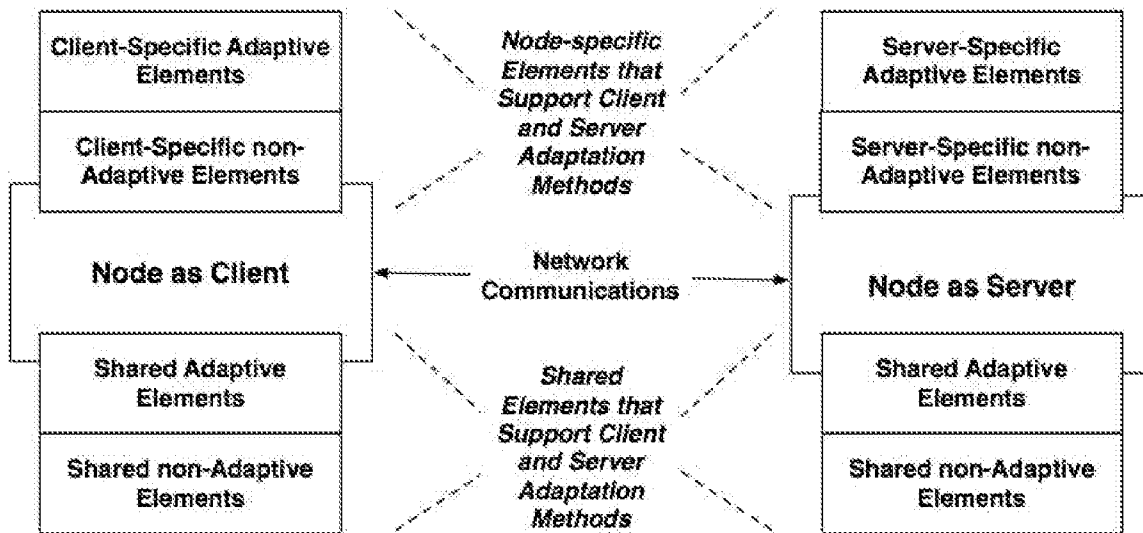 Client-Specific Adaptive
Elements
Client-Specific non-
Adaptive Elements
Node as Client
Shared Adaptive
Elements
Shared non-Adaptive
Elements
Node-specific
Elements that
Support Client
and Server
Adaptation
Methods
Network
Communications
Shared
Elements that
Support Client
and Server
Adaptation
Methods
Server-Specific
Adaptive Elements
Server-Specific non-
Adaptive Elements
Node as Server
Shared Adaptive
Elements
Shared non-Adaptive
Elements